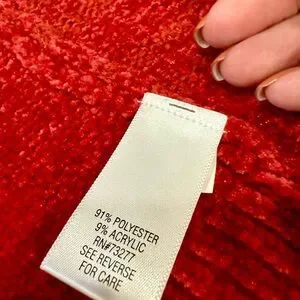 91% POLYESTER
9% ACRYLIC
RN#73277
SEE REVERSE
FOR CARE